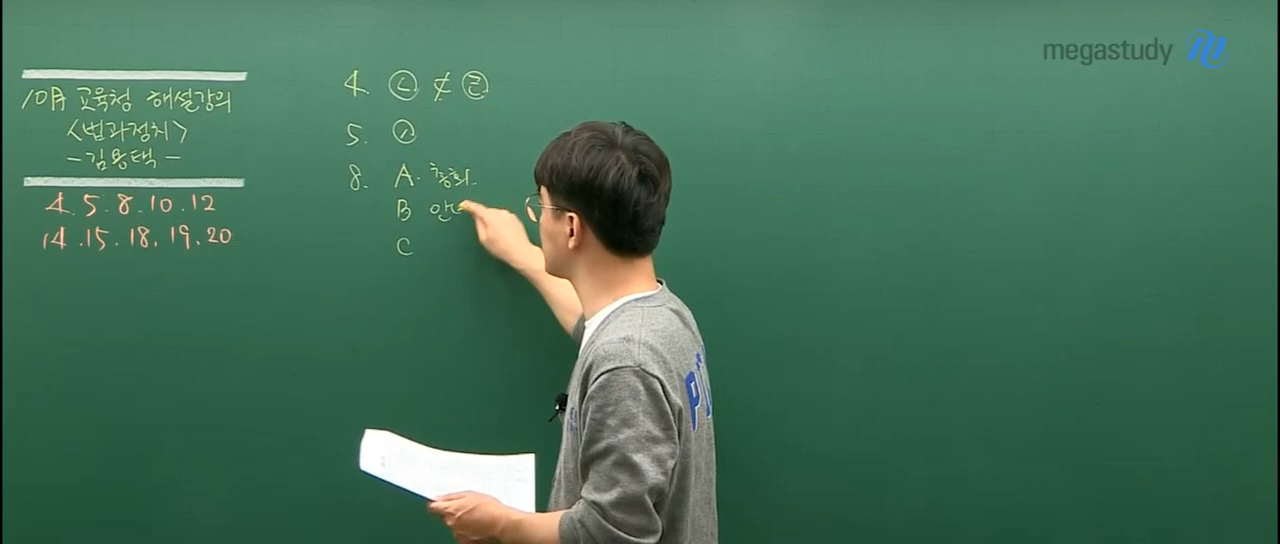 megastudy
10月 교육청 해설강의
<법과정치>
-김용택-
4. 5. 8. 10. 12
14. 15. 18. 19. 20
4. ㉡ ≠ ㉣
5.
8. A. 총회
B 안
C